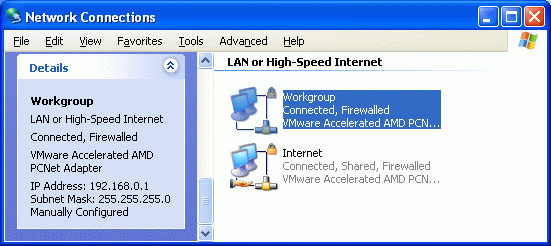 Network Connections
File Edit View Favorites Tools Advanced Help
Details
Workgroup
LAN or High-Speed Internet
Connected, Firewalled
VMware Accelerated AMD
PCNet Adapter
IP Address: 192.168.0.1
Subnet Mask: 255.255.255.0
Manually Configured
LAN or High-Speed Internet
Workgroup
Connected, Firewalled
VMware Accelerated AMD PCN...
Internet
Connected, Shared, Firewalled
VMware Accelerated AMD PCN...